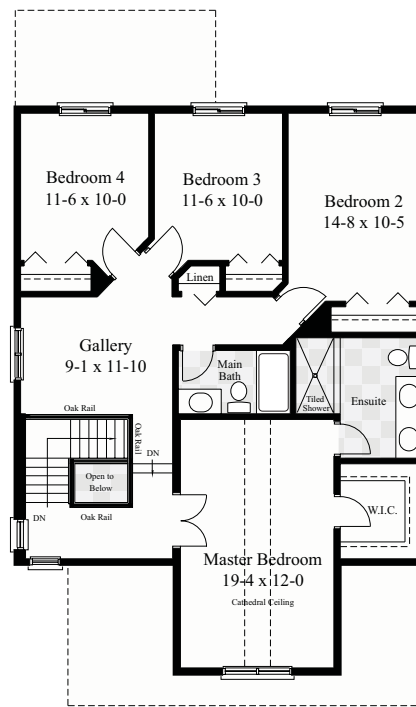 Bedroom 4
11-6 x 10-0
Bedroom 3
11-6 x 10-0
Bedroom 2
14-8 x 10-5
Linen
Gallery
9-1 x 11-10
Main
Bath
Tiled
Shower
Ensuite
Oak Rail
Oak Rail
DN
Open to
Below
DN
Oak Rail
W.I.C.
Master Bedroom
19-4 x 12-0
Cathedral Ceiling